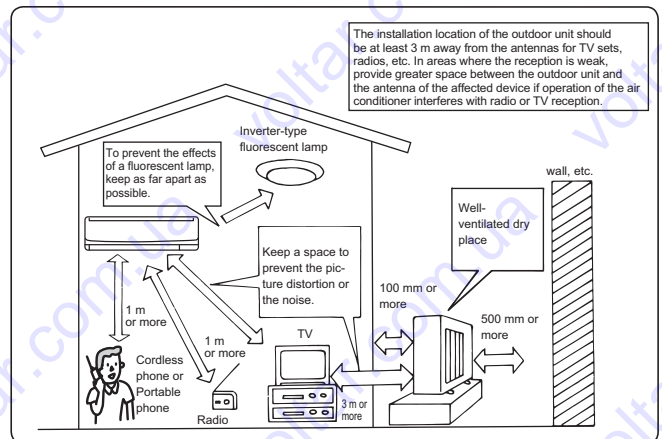 The installation location of the outdoor unit should
be at least 3 m away from the antennas for TV sets,
radios, etc. In areas where the reception is weak,
provide greater space between the outdoor unit and
the antenna of the affected device if operation of the air
conditioner interferes with radio or TV reception.
Inverter-type
fluorescent lamp
To prevent the effects
of a fluorescent lamp,
keep as far apart as
possible.
wall, etc.
Well-
ventilated dry
place
Keep a space to
prevent the pic-
ture distortion or
the noise.
100 mm or
more
500 mm or
more
1 m
or more
1 m
or more
TV
Cordless
phone or
Portable
phone
Radio
3 m or
more
voltar.com.ua